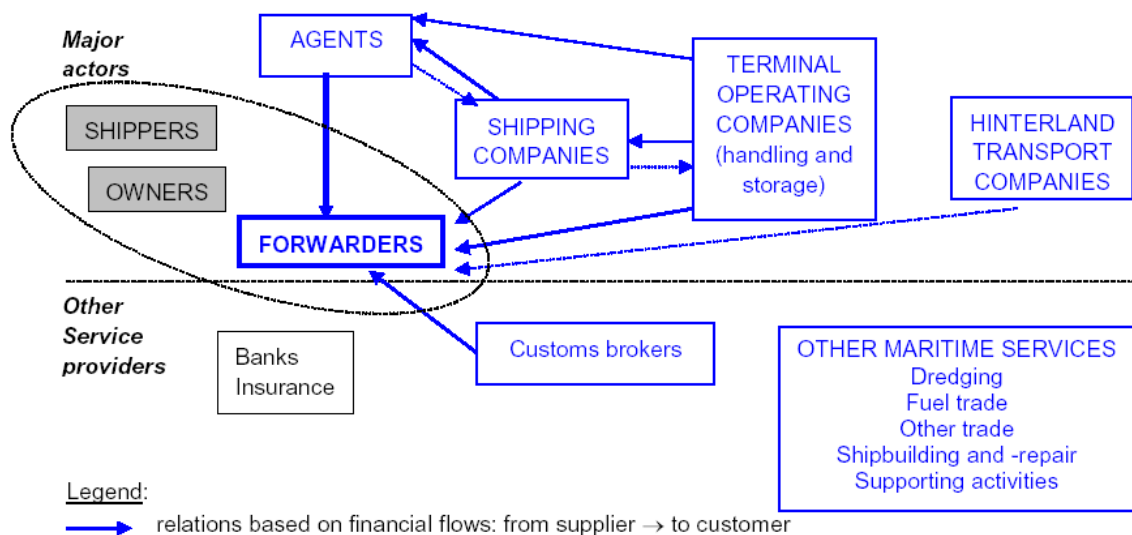 Major
actors
AGENTS
SHIPPERS
OWNERS
SHIPPING
COMPANIES
TERMINAL
OPERATING
COMPANIES
(handling and
storage)
HINTERLAND
TRANSPORT
COMPANIES
FORWARDERS
Other
Service
providers
Banks
Insurance
Customs brokers
OTHER MARITIME SERVICES
Dredging
Fuel trade
Other trade
Shipbuilding and -repair
Supporting activities
Legend:
relations based on financial flows: from supplier → to customer